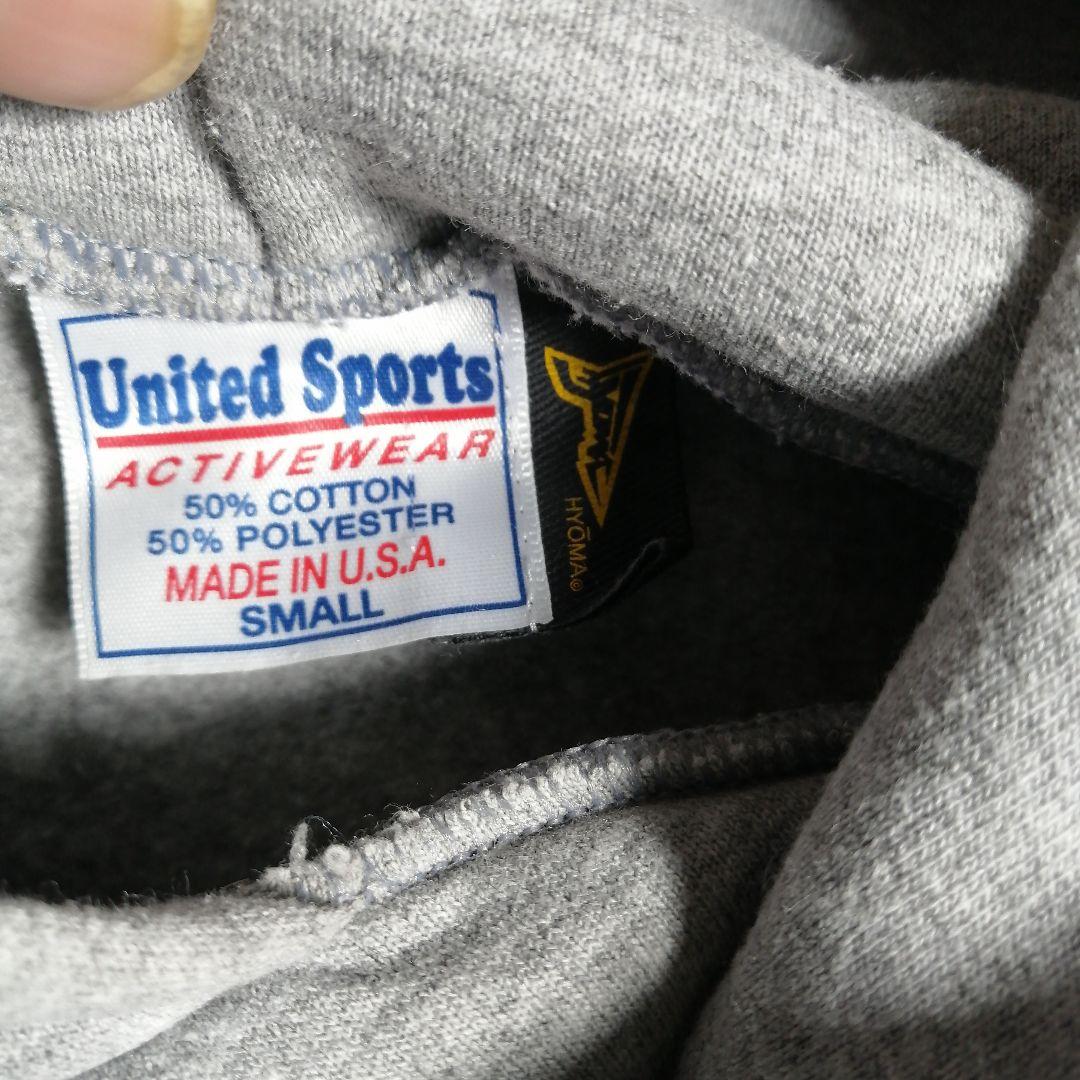 United Sports
ACTIVEWEAR
50% COTTON
50% POLYESTER
MADE IN U.S.A.
SMALL
HYŌMA©